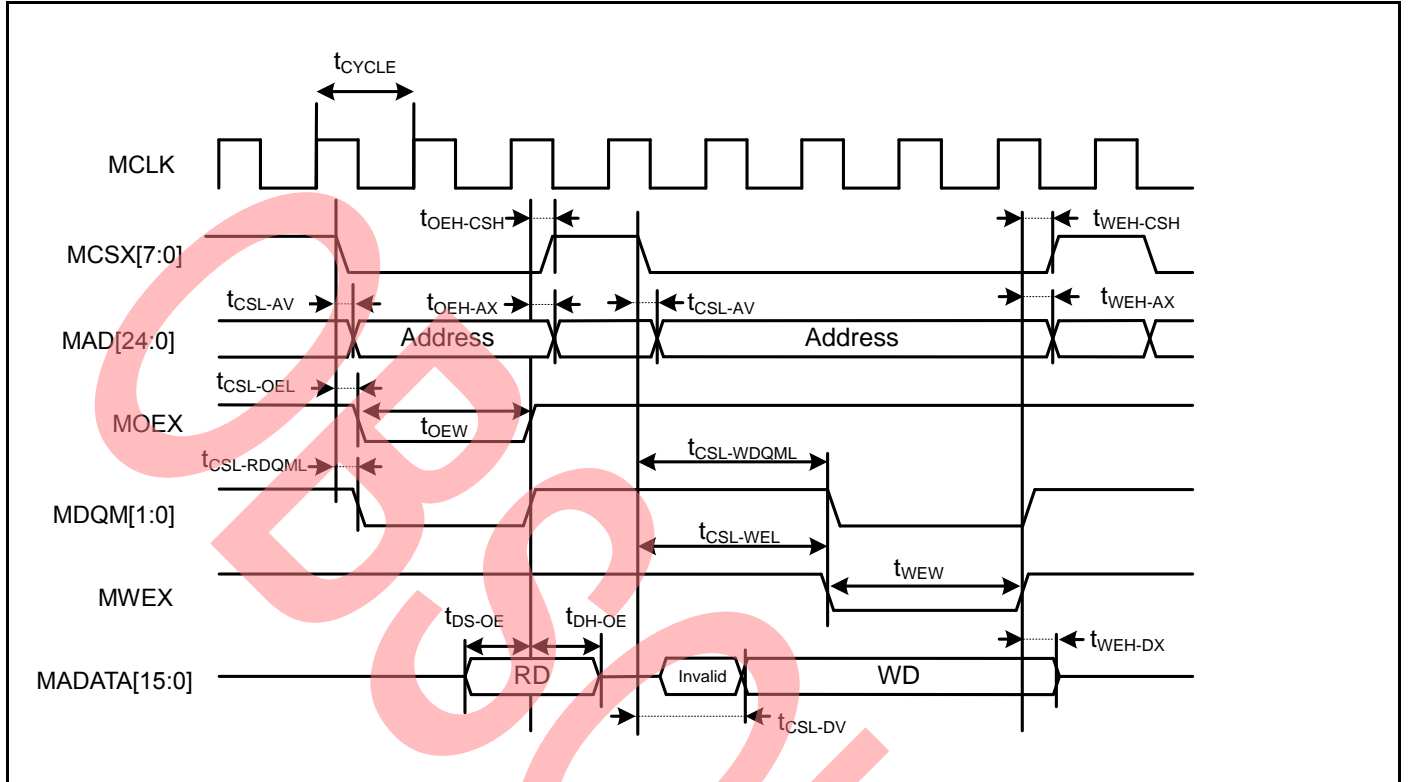 tCYCLE
MCLK
tOEH-CSH
tWEH-CSH
MCSX[7:0]
tCSL-AV
tOEH-AX
tCSL-AV
tWEH-AX
MAD[24:0]
Address
Address
tCSL-OEL
MOEX
tOEW
tCSL-WDQML
tCSL-RDQML
MDQM[1:0]
tCSL-WEL
tWEW
MWEX
tDS-OE
tDH-OE
tWEH-DX
MADATA[15:0]
RD
Invalid
WD
tCSL-DV